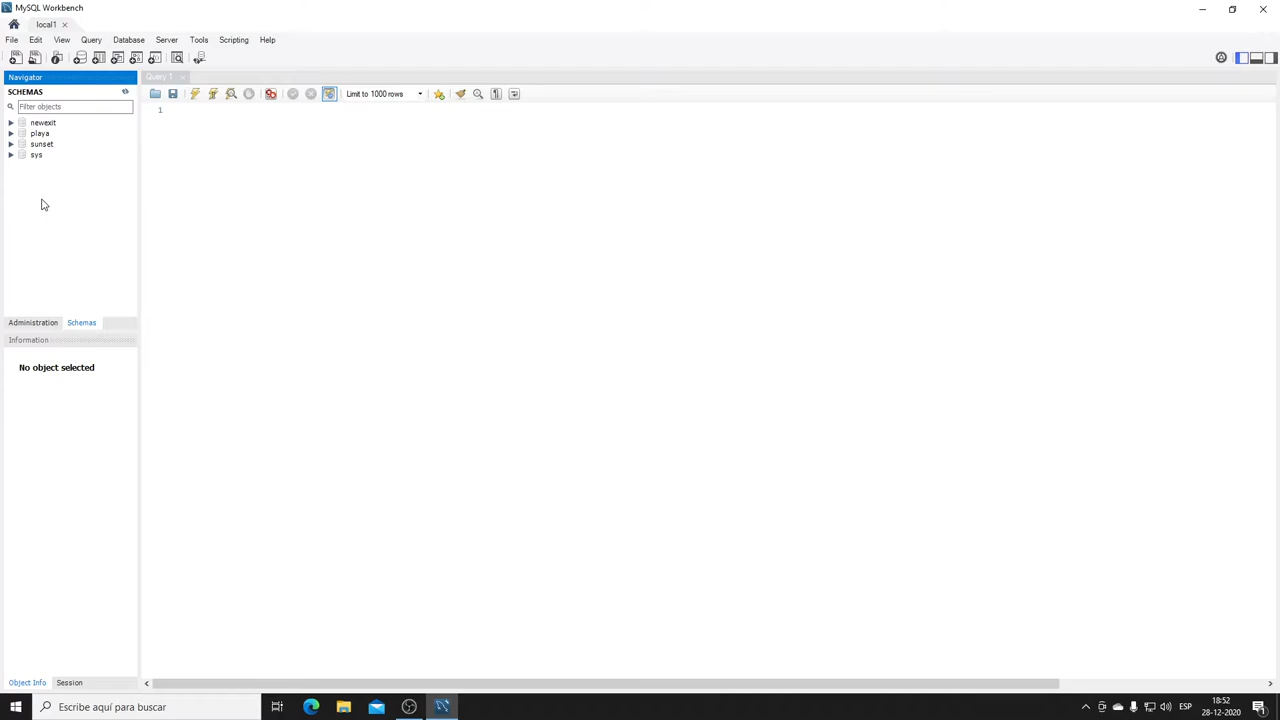 MySQL Workbench
local1
File Edit View Query Database Server Tools Scripting Help
Navigator
Query 1
SCHEMAS
Limit to 1000 rows
Filter objects
1
newexit
playa
sunset
sys
Administration Schemas
Information
No object selected
Object Info Session
Escribe aquí para buscar
ESP
18:52
28-12-2020